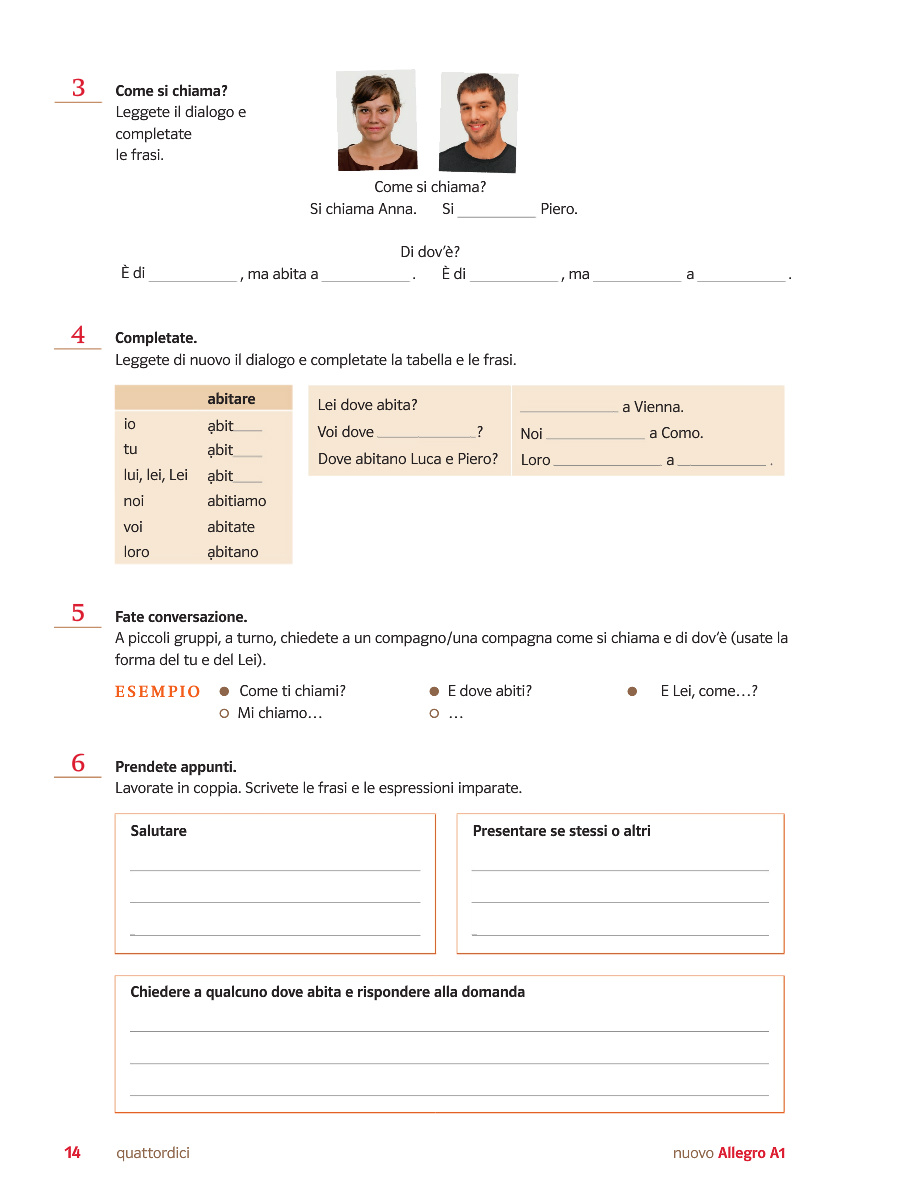 3
Come si chiama?
Leggete il dialogo e
completate
le frasi.
Come si chiama?
Si chiama Anna. Si __________ Piero.
Di dov'è?
È di ___________ , ma abita a ___________ . È di ___________ , ma ___________ a ___________ .
4
Completate.
Leggete di nuovo il dialogo e completate la tabella e le frasi.
abitare
io ạbit____
tu ạbit____
lui, lei, Lei ạbit____
noi abitiamo
voi abitate
loro ạbitano
Lei dove abita? ____________ a Vienna.
Voi dove ____________ ? Noi ____________ a Como.
Dove abitano Luca e Piero? Loro _____________ a ___________ .
5
Fate conversazione.
A piccoli gruppi, a turno, chiedete a un compagno/una compagna come si chiama e di dov'è (usate la
forma del tu e del Lei).
ESEMPIO ● Come ti chiami? ● E dove abiti? ● E Lei, come…?
○ Mi chiamo… ○ …
6
Prendete appunti.
Lavorate in coppia. Scrivete le frasi e le espressioni imparate.
Salutare
Presentare se stessi o altri
Chiedere a qualcuno dove abita e rispondere alla domanda
14 quattordici nuovo Allegro A1